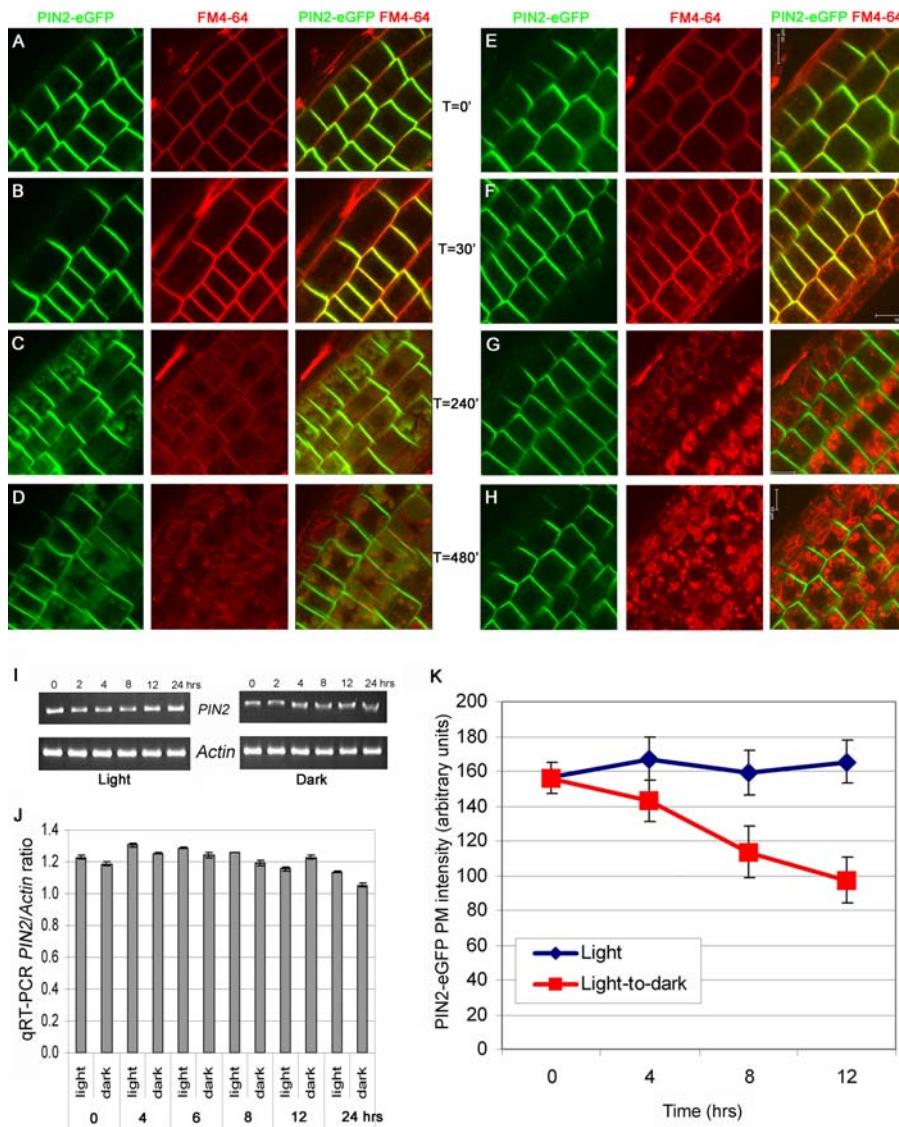 PIN2-eGFP FM4-64 PIN2-eGFP FM4-64 PIN2-eGFP FM4-64 PIN2-eGFP FM4-64
A E
T=0'
B F
T=30'
C G
T=240'
D H
T=480'
I
0 2 4 8 12 24 hrs
PIN2
0 2 4 8 12 24 hrs
Actin
Light Dark
J
qRT-PCR PIN2/Actin ratio
1.4
1.2
1.0
0.8
0.6
0.4
0.2
0.0
light dark light dark light dark light dark light dark light dark
0 4 6 8 12 24 hrs
K
PIN2-eGFP PM intensity (arbitrary units)
200
180
160
140
120
100
80
60
40
20
0
Light
Light-to-dark
0 4 8 12
Time (hrs)